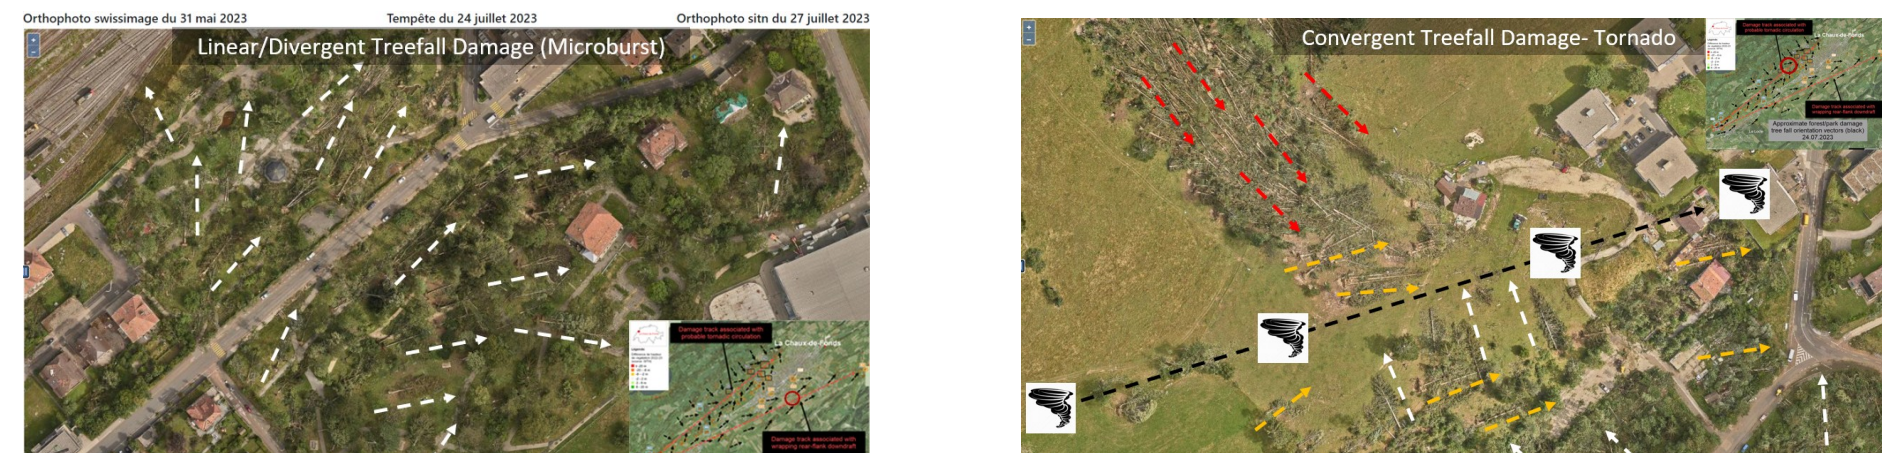 Orthophoto swissimage du 31 mai 2023
Tempête du 24 juillet 2023
Orthophoto sitn du 27 juillet 2023
Linear/Divergent Treefall Damage (Microburst)
Damage track associated with
probable tornadic circulation
La Chaux-de-Fonds
Damage track associated with
wrapping rear-flank downdraft
Convergent Treefall Damage- Tornado
Damage track associated with
probable tornadic circulation
La Chaux-de-Fonds
Damage track associated with
wrapping rear-flank downdraft
Approximate forest/park damage
tree fall orientation vectors (black)
24.07.2023